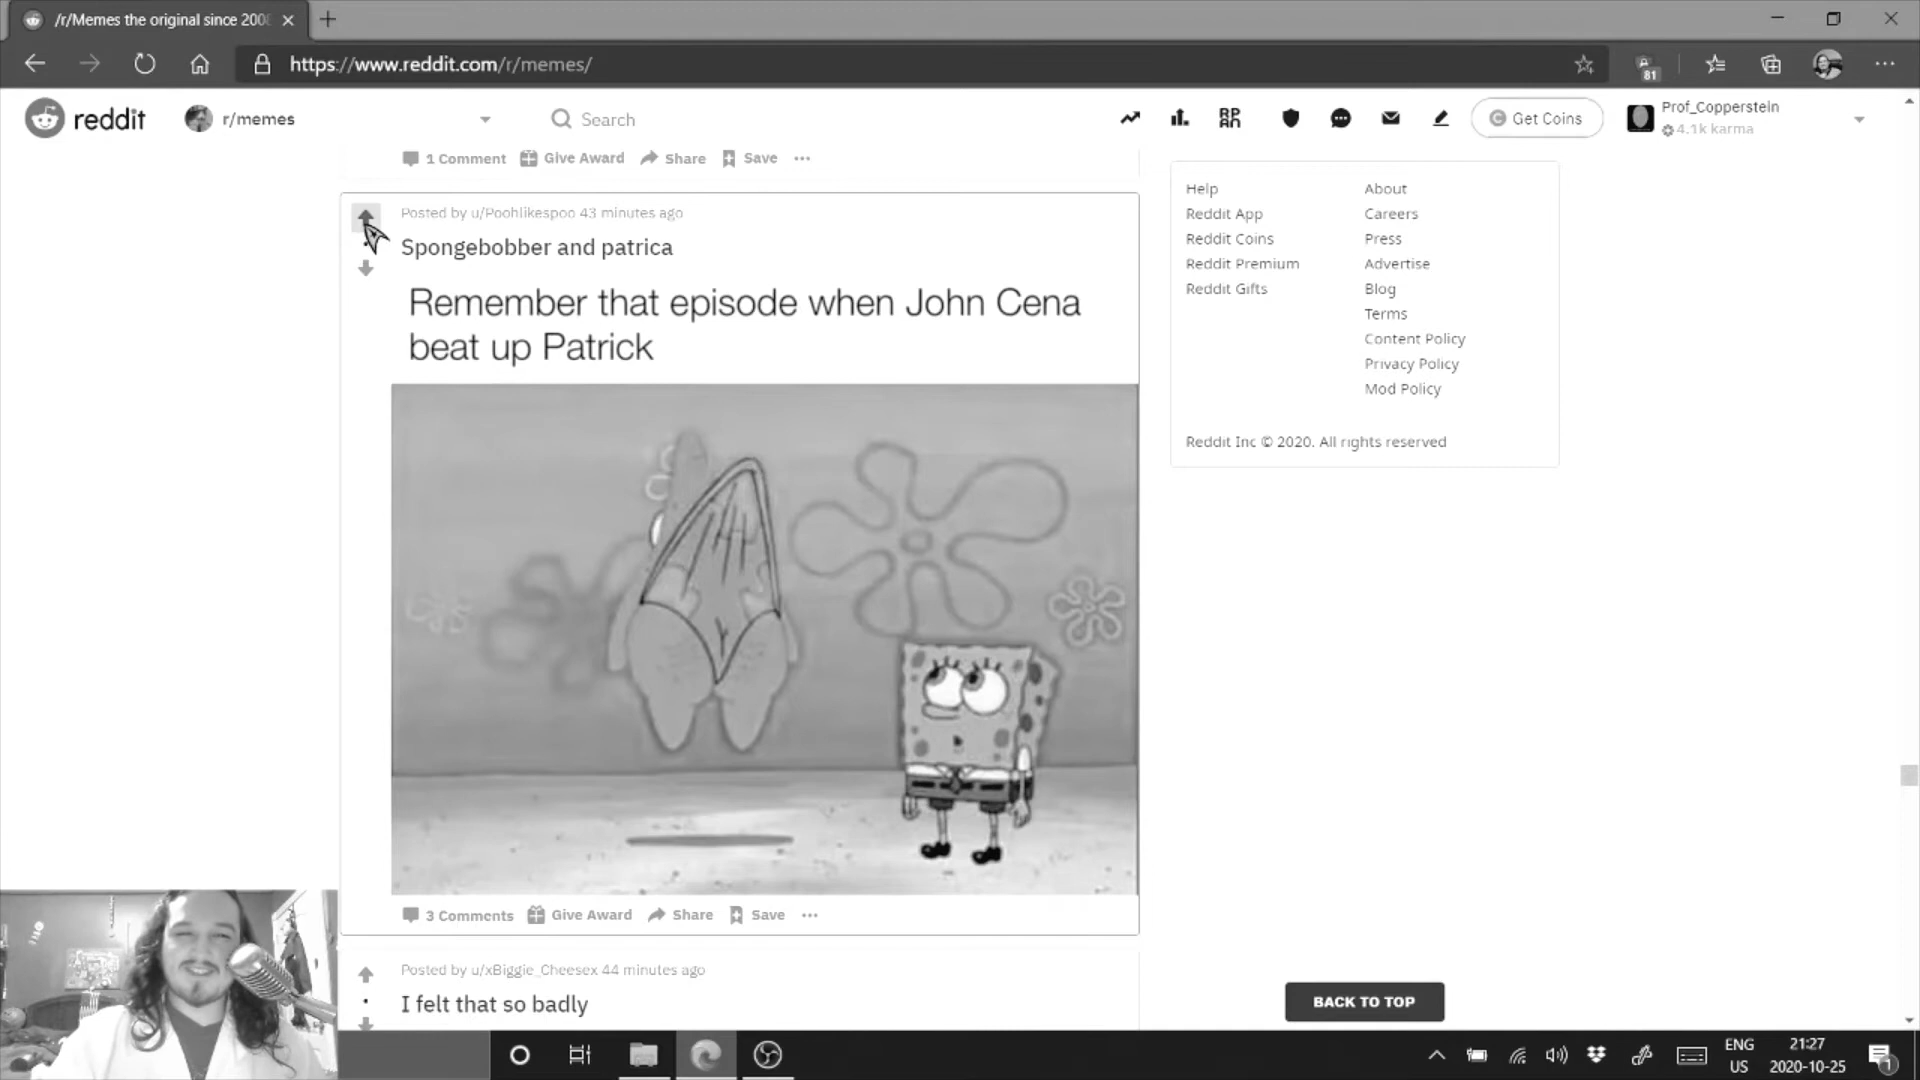 /r/Memes the original since 200
https://www.reddit.com/r/memes/
81
reddit
r/memes
Search
Get Coins
Prof_Copperstein
4.1k karma
1 Comment
Give Award
Share
Save
Posted by u/Poohlikespoo 43 minutes ago
Spongebobber and patrica
Remember that episode when John Cena
beat up Patrick
3 Comments
Give Award
Share
Save
Posted by u/xBiggie_Cheesex 44 minutes ago
I felt that so badly
Help
Reddit App
Reddit Coins
Reddit Premium
Reddit Gifts
About
Careers
Press
Advertise
Blog
Terms
Content Policy
Privacy Policy
Mod Policy
Reddit Inc © 2020. All rights reserved
BACK TO TOP
ENG
US
21:27
2020-10-25
1